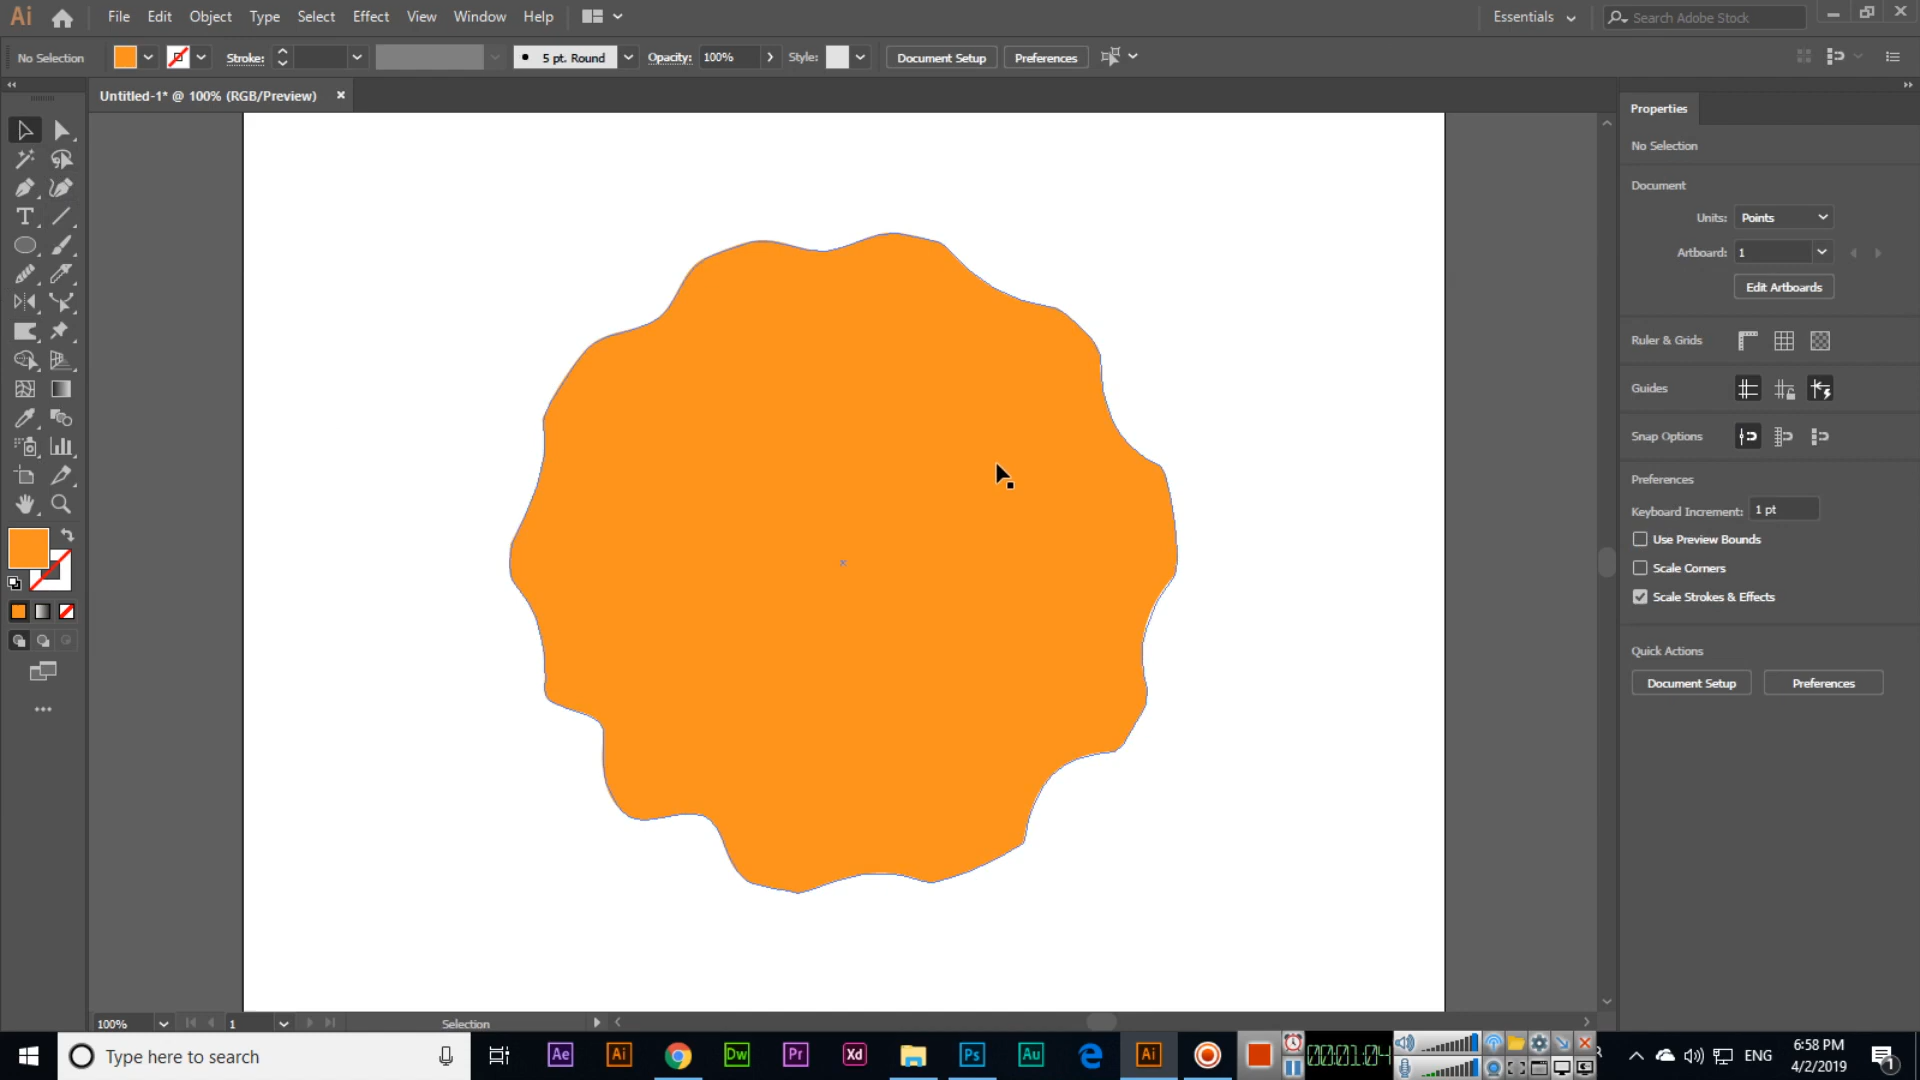 Ai File Edit Object Type Select Effect View Window Help Essentials Search Adobe Stock
No Selection Stroke: 5 pt. Round Opacity: 100% Style: Document Setup Preferences
Untitled-1* @ 100% (RGB/Preview)
Properties
No Selection
Document
Units: Points
Artboard: 1
Edit Artboards
Ruler & Grids
Guides
Snap Options
Preferences
Keyboard Increment: 1 pt
Use Preview Bounds
Scale Corners
Scale Strokes & Effects
Quick Actions
Document Setup Preferences
100% 1 Selection
Type here to search Ae Ai Dw Pr Xd Ps Au Ai 00:01:04 ENG 6:58 PM
4/2/2019 1